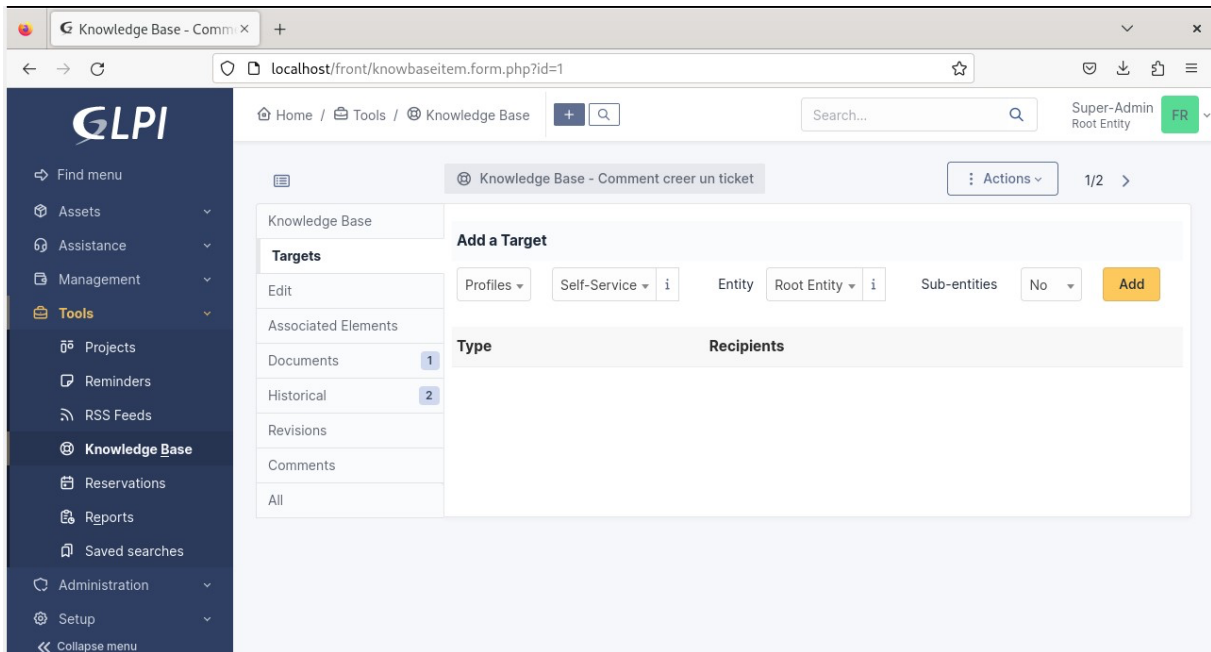 Knowledge Base - Comm
localhost/front/knowbaseitem.form.php?id=1
GLPI
Home / Tools / Knowledge Base
Search...
Super-Admin
Root Entity
FR
Find menu
Assets
Assistance
Management
Tools
Projects
Reminders
RSS Feeds
Knowledge Base
Reservations
Reports
Saved searches
Administration
Setup
Collapse menu
Knowledge Base - Comment creer un ticket
Actions
1/2
Knowledge Base
Targets
Edit
Associated Elements
Documents 1
Historical 2
Revisions
Comments
All
Add a Target
Profiles Self-Service i Entity Root Entity i Sub-entities No Add
Type Recipients